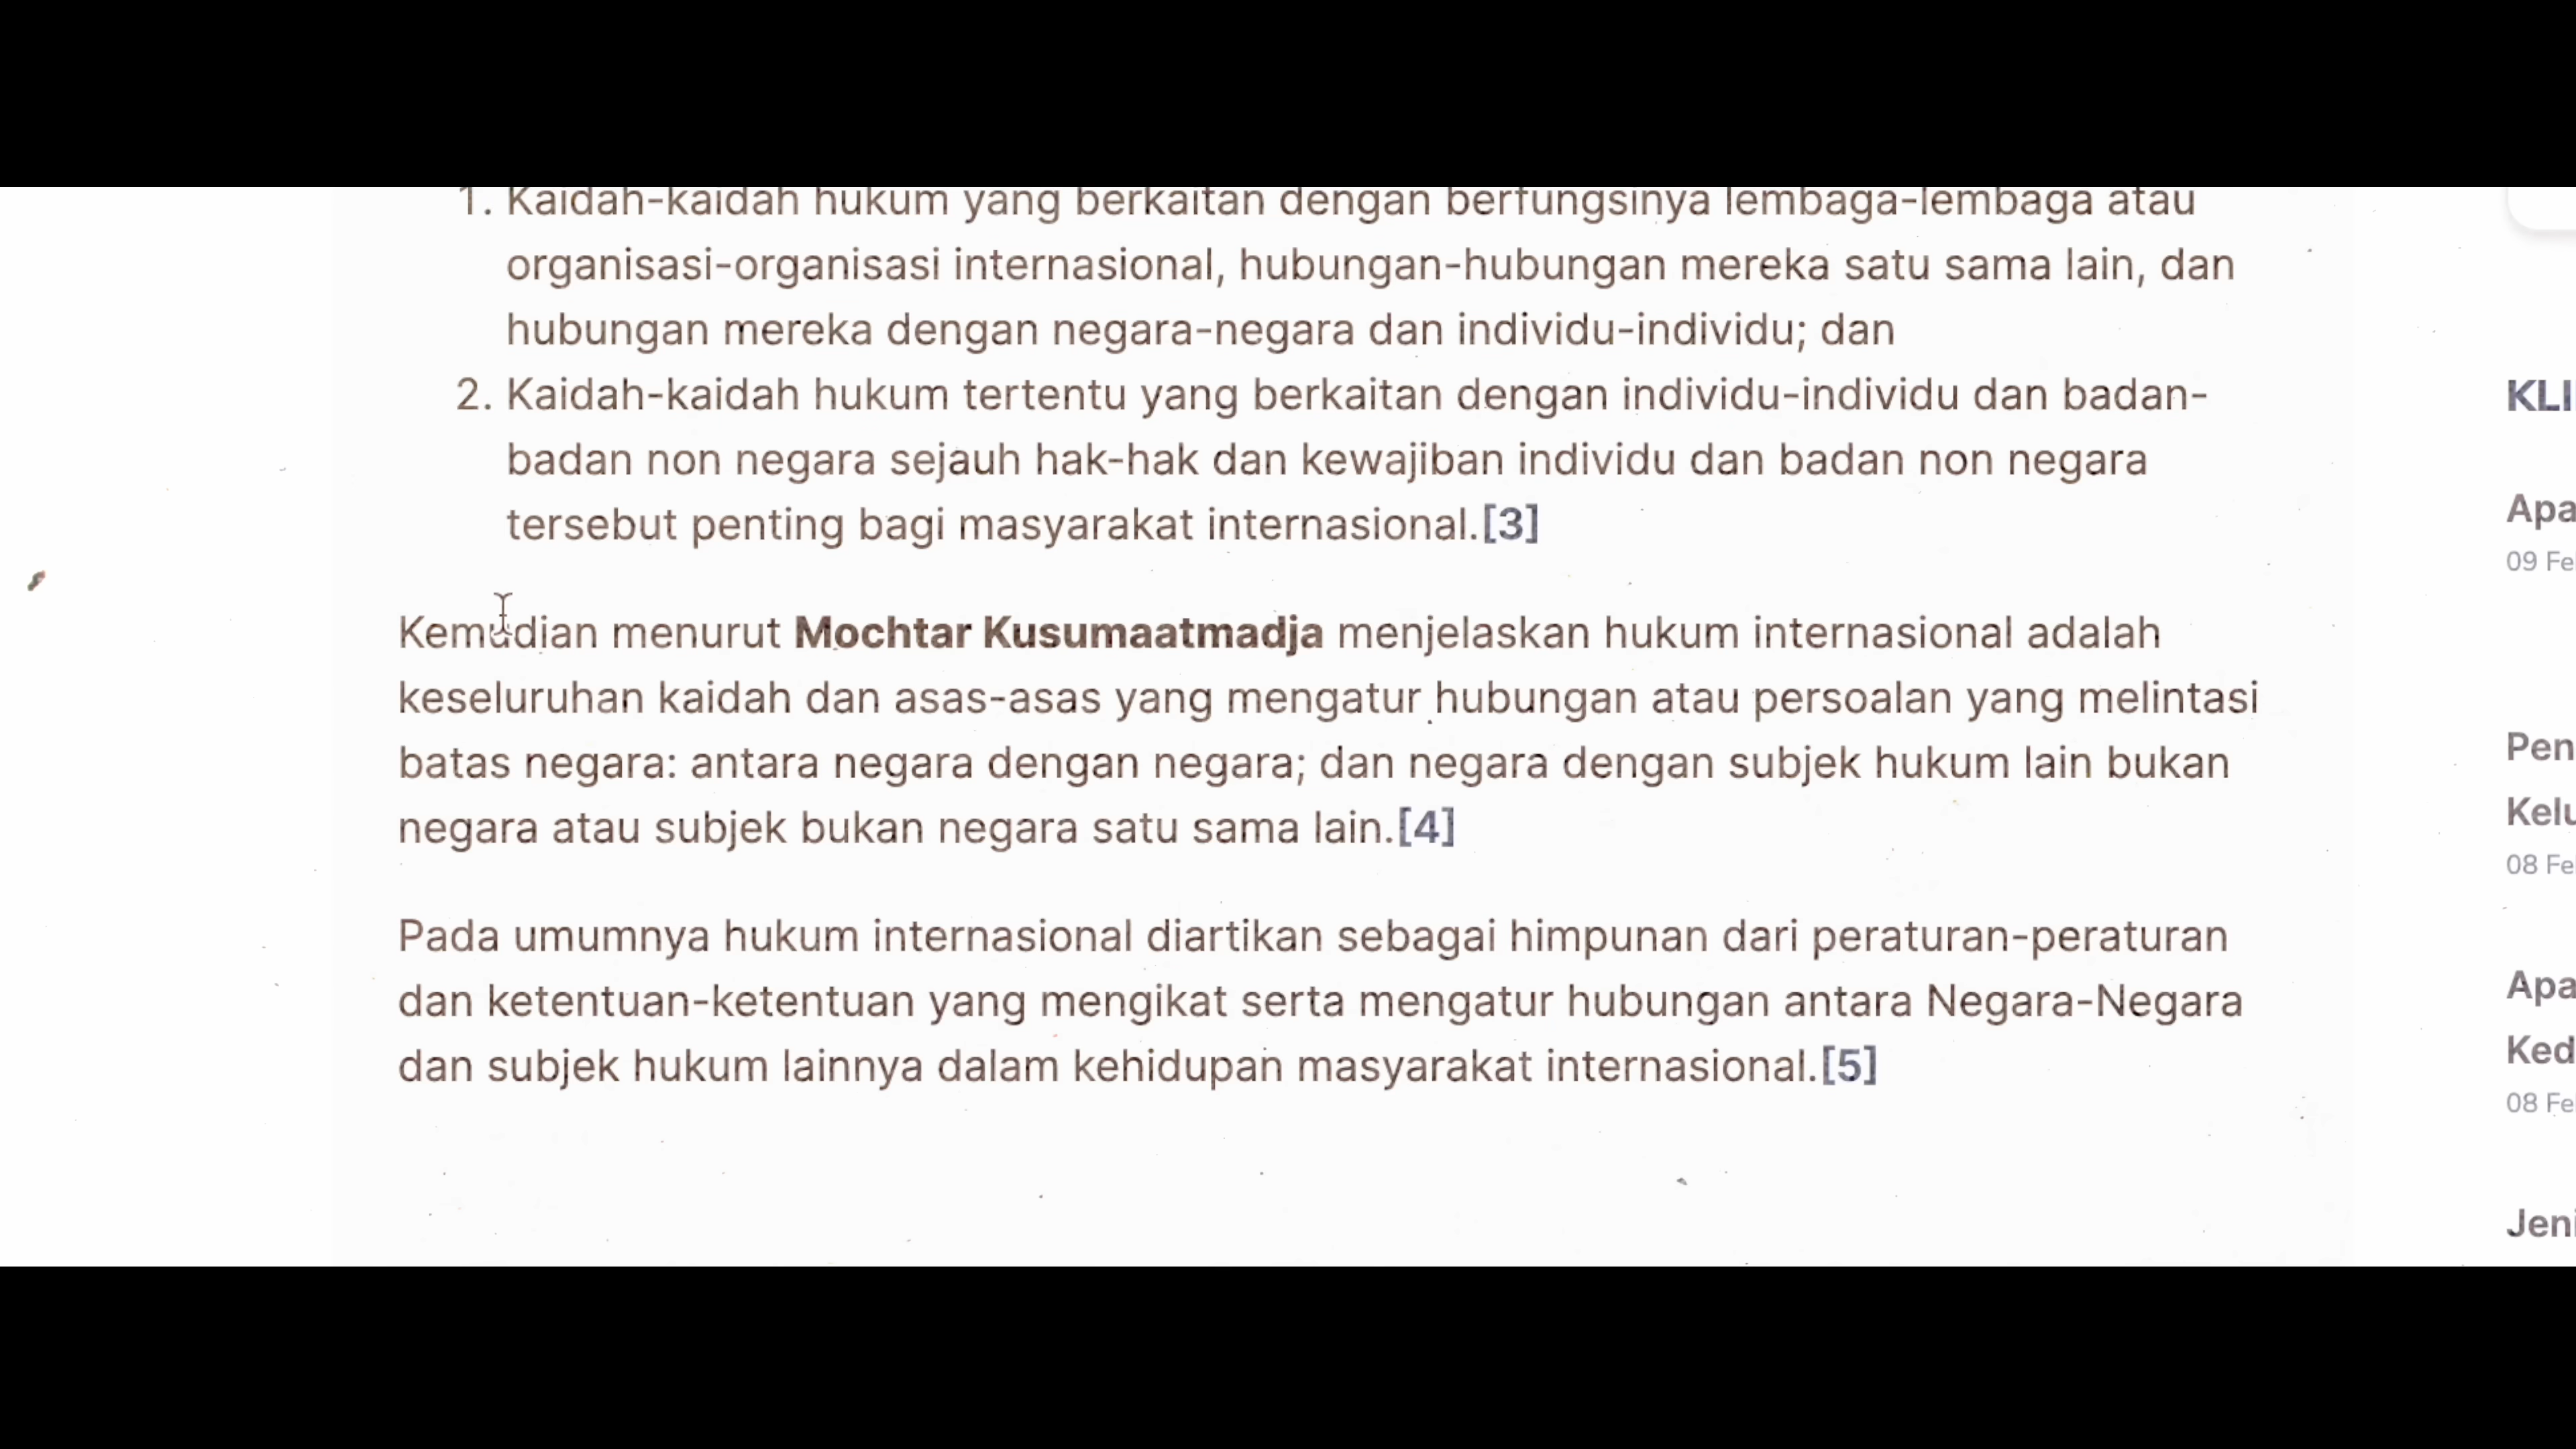 1. Kaidah-kaidah hukum yang berkaitan dengan berfungsinya lembaga-lembaga atau
organisasi-organisasi internasional, hubungan-hubungan mereka satu sama lain, dan
hubungan mereka dengan negara-negara dan individu-individu; dan
2. Kaidah-kaidah hukum tertentu yang berkaitan dengan individu-individu dan badan-
badan non negara sejauh hak-hak dan kewajiban individu dan badan non negara
tersebut penting bagi masyarakat internasional.[3]
Kemudian menurut Mochtar Kusumaatmadja menjelaskan hukum internasional adalah
keseluruhan kaidah dan asas-asas yang mengatur hubungan atau persoalan yang melintasi
batas negara: antara negara dengan negara; dan negara dengan subjek hukum lain bukan
negara atau subjek bukan negara satu sama lain.[4]
Pada umumnya hukum internasional diartikan sebagai himpunan dari peraturan-peraturan
dan ketentuan-ketentuan yang mengikat serta mengatur hubungan antara Negara-Negara
dan subjek hukum lainnya dalam kehidupan masyarakat internasional.[5]
KLI
Apa
09 Fe
Pen
Kelu
08 Fe
Apa
Ked
08 Fe
Jeni